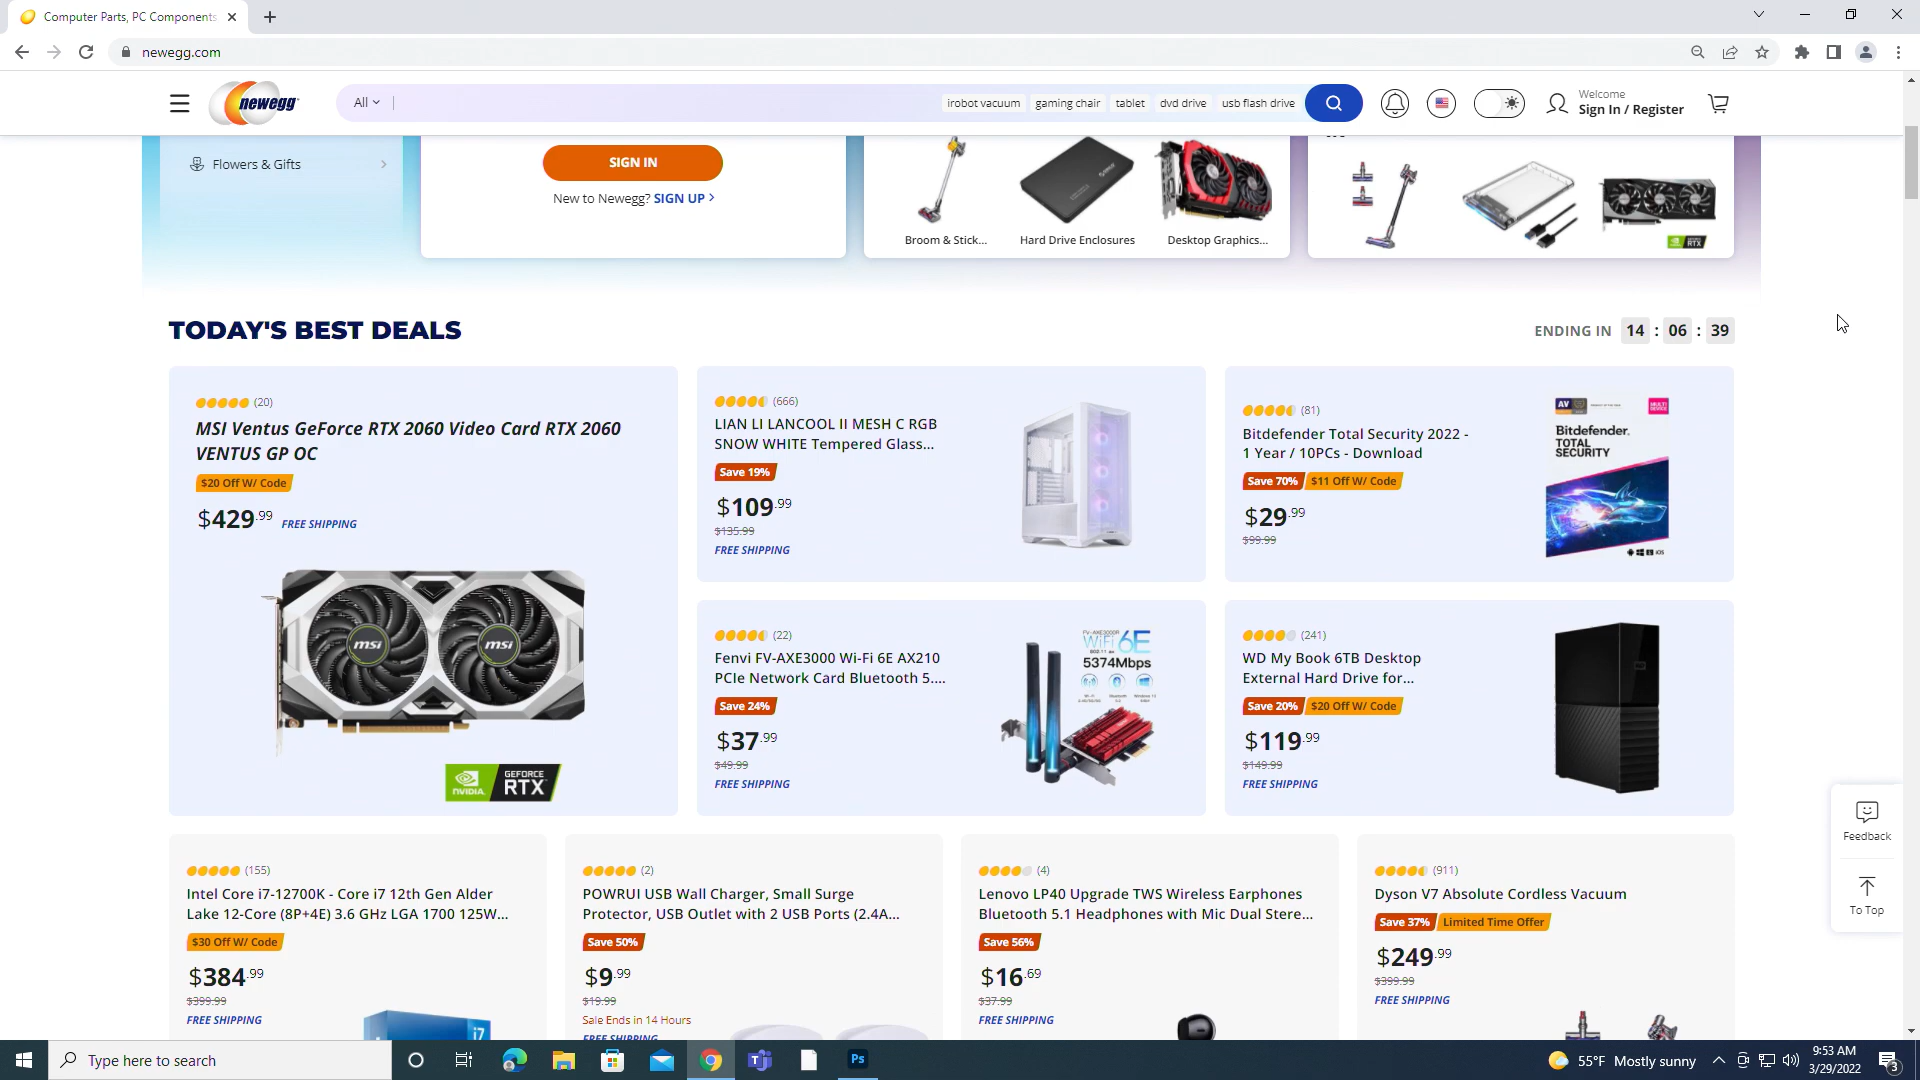 Computer Parts, PC Components
newegg.com
newegg
All
irobot vacuum
gaming chair
tablet
dvd drive
usb flash drive
Welcome
Sign In / Register
Flowers & Gifts
SIGN IN
New to Newegg? SIGN UP
Broom & Stick...
Hard Drive Enclosures
Desktop Graphics...
TODAY'S BEST DEALS
ENDING IN 14 : 06 : 39
(20)
MSI Ventus GeForce RTX 2060 Video Card RTX 2060
VENTUS GP OC
$20 Off W/ Code
$429.99 FREE SHIPPING
msi
msi
NVIDIA.
GEFORCE
RTX
(666)
LIAN LI LANCOOL II MESH C RGB
SNOW WHITE Tempered Glass...
Save 19%
$109.99
$135.99
FREE SHIPPING
(81)
Bitdefender Total Security 2022 -
1 Year / 10PCs - Download
Save 70% $11 Off W/ Code
$29.99
$99.99
AV
MULTI
DEVICE
Bitdefender.
TOTAL
SECURITY
iOS
(22)
Fenvi FV-AXE3000 Wi-Fi 6E AX210
PCIe Network Card Bluetooth 5....
Save 24%
$37.99
$49.99
FREE SHIPPING
WiFi 6E
5374Mbps
(241)
WD My Book 6TB Desktop
External Hard Drive for...
Save 20% $20 Off W/ Code
$119.99
$149.99
FREE SHIPPING
Feedback
To Top
(155)
Intel Core i7-12700K - Core i7 12th Gen Alder
Lake 12-Core (8P+4E) 3.6 GHz LGA 1700 125W...
$30 Off W/ Code
$384.99
$399.99
FREE SHIPPING
i7
(2)
POWRUI USB Wall Charger, Small Surge
Protector, USB Outlet with 2 USB Ports (2.4A...
Save 50%
$9.99
$19.99
Sale Ends in 14 Hours
FREE SHIPPING
(4)
Lenovo LP40 Upgrade TWS Wireless Earphones
Bluetooth 5.1 Headphones with Mic Dual Stere...
Save 56%
$16.69
$37.99
FREE SHIPPING
(911)
Dyson V7 Absolute Cordless Vacuum
Save 37% Limited Time Offer
$249.99
$399.99
FREE SHIPPING
Type here to search
Ps
55°F Mostly sunny
9:53 AM
3/29/2022
3